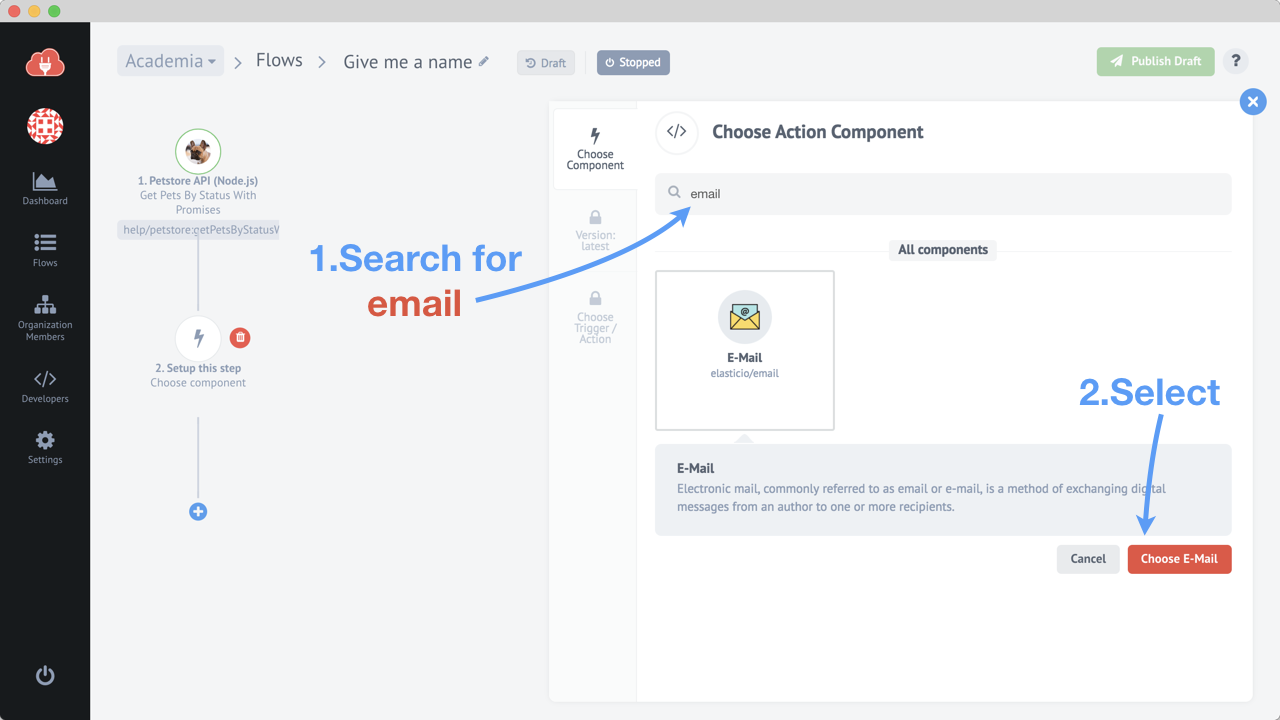 Academia
Flows
Give me a name
Draft
Stopped
Publish Draft
?
Dashboard
Flows
Organization
Members
Developers
Settings
1. Petstore API (Node.js)
Get Pets By Status With
Promises
help/petstore:getPetsByStatusW
2. Setup this step
Choose component
1.Search for
email
Choose
Component
Version:
latest
Choose
Trigger /
Action
Choose Action Component
email
All components
@
E-Mail
elasticio/email
2.Select
E-Mail
Electronic mail, commonly referred to as email or e-mail, is a method of exchanging digital
messages from an author to one or more recipients.
Cancel
Choose E-Mail